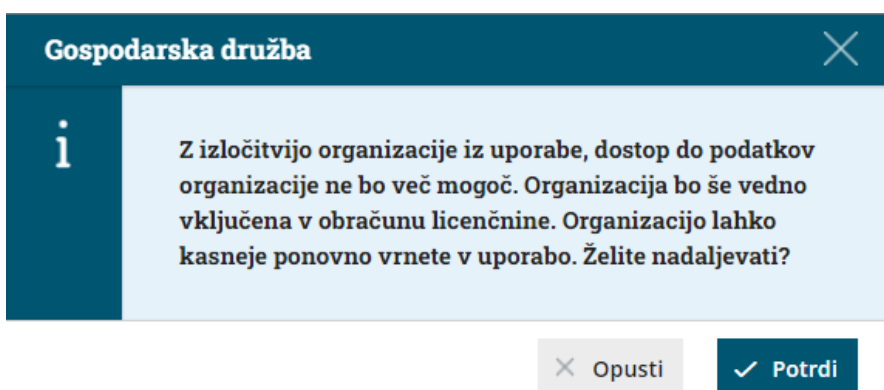 Gospodarska družba
Z izločitvijo organizacije iz uporabe, dostop do podatkov
organizacije ne bo več mogoč. Organizacija bo še vedno
vključena v obračunu licenčnine. Organizacijo lahko
kasneje ponovno vrnete v uporabo. Želite nadaljevati?
Opusti
Potrdi